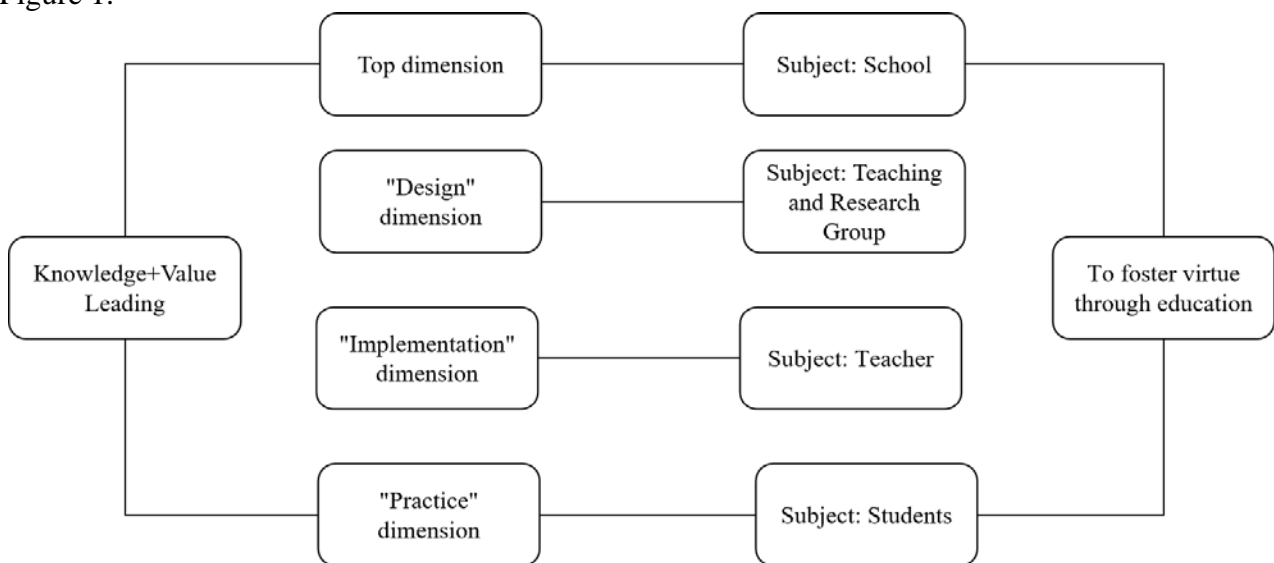 Figure 1.
Top dimension
Subject: School
"Design"
dimension
Subject: Teaching
and Research
Group
Knowledge+Value
Leading
To foster virtue
through education
"Implementation"
dimension
Subject: Teacher
"Practice"
dimension
Subject: Students